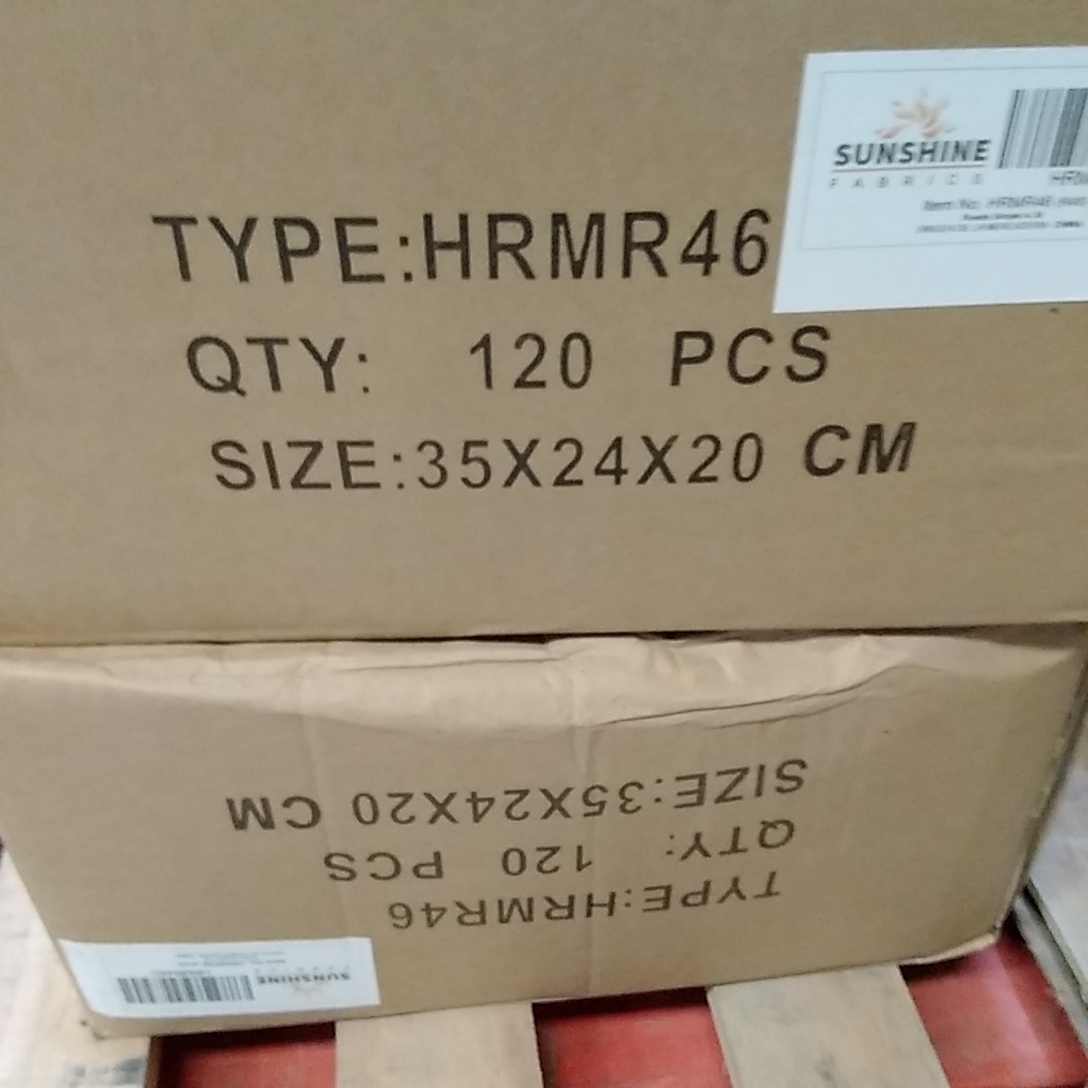 SUNSHINE
FABRICS
TYPE:HRMR46
QTY: 120 PCS
SIZE:35X24X20 CM
SIZE:35X24X20 CM
QTY: 120 PCS
TYPE:HRMR46
SUNSHINE